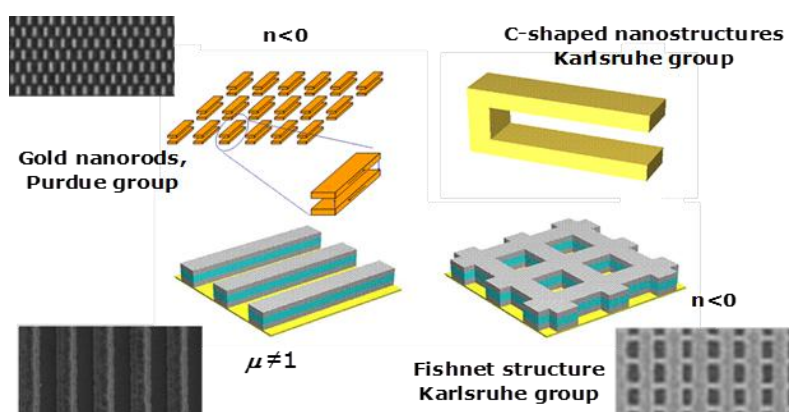 n<0
C-shaped nanostructures
Karlsruhe group
Gold nanorods,
Purdue group
n<0
μ≠1
Fishnet structure
Karlsruhe group